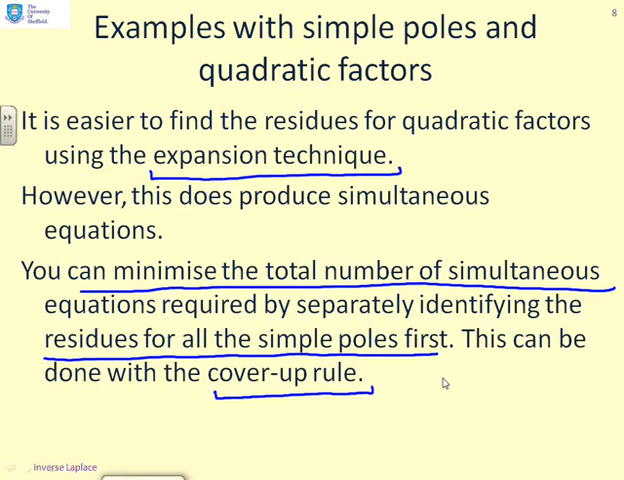 The
University
Of
Sheffield.
8
Examples with simple poles and
quadratic factors
It is easier to find the residues for quadratic factors
using the expansion technique.
However, this does produce simultaneous
equations.
You can minimise the total number of simultaneous
equations required by separately identifying the
residues for all the simple poles first. This can be
done with the cover-up rule.
Inverse Laplace